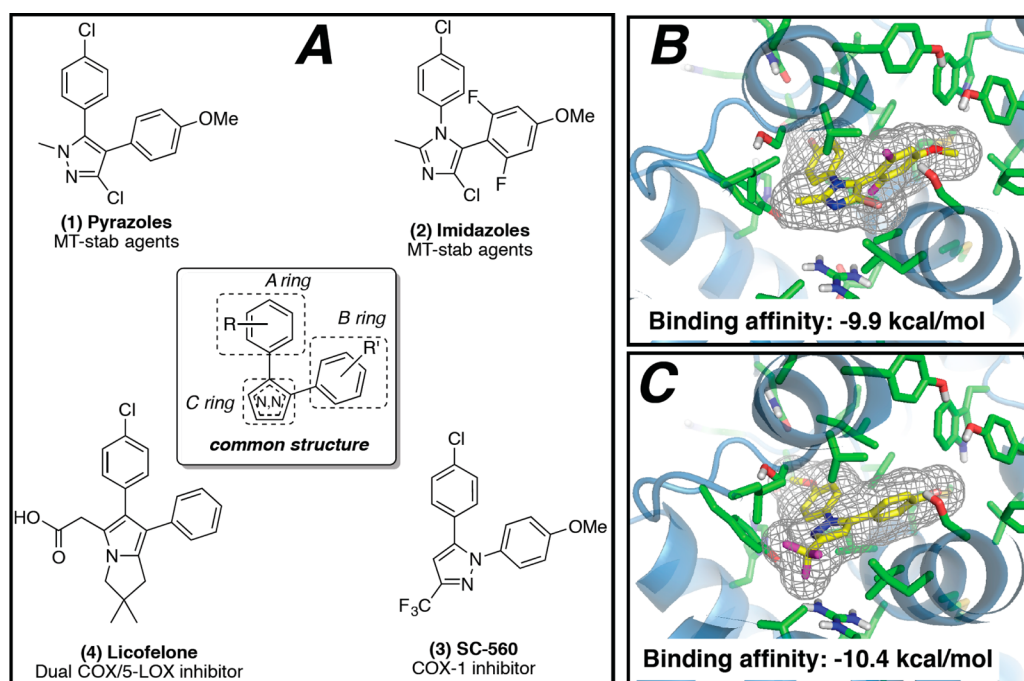 A
Cl
OMe
N
N
Cl
(1) Pyrazoles
MT-stab agents
Cl
F
OMe
N
N
F
Cl
(2) Imidazoles
MT-stab agents
A ring
R
B ring
R'
C ring
N,N
common structure
Cl
HO
O
N
(4) Licofelone
Dual COX/5-LOX inhibitor
Cl
OMe
N
N
F3C
(3) SC-560
COX-1 inhibitor
B
Binding affinity: -9.9 kcal/mol
C
Binding affinity: -10.4 kcal/mol